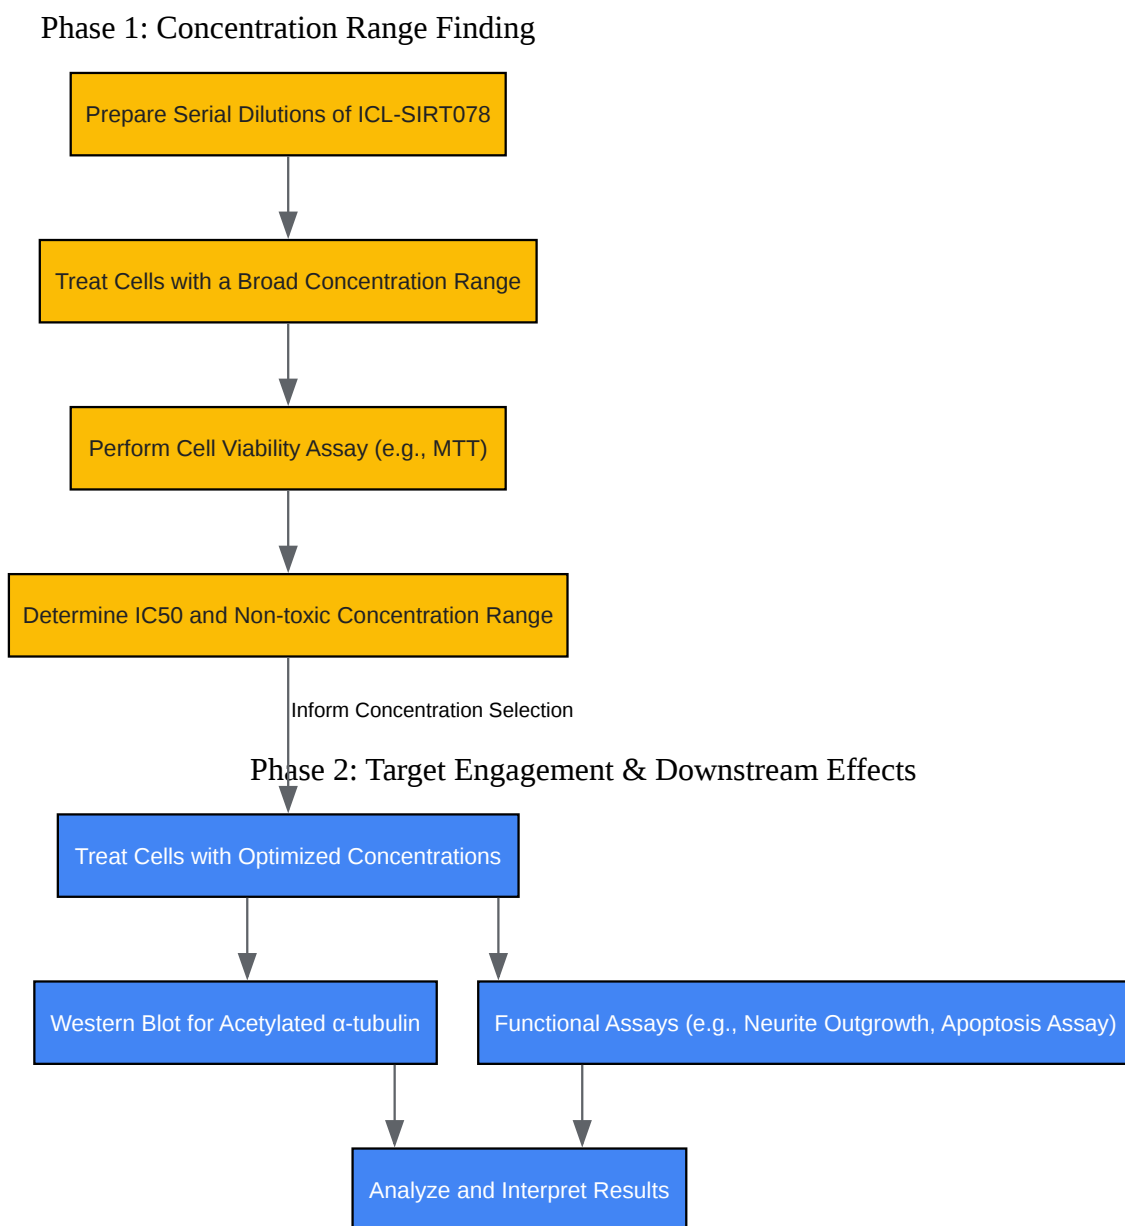 Phase 1: Concentration Range Finding
Prepare Serial Dilutions of ICL-SIRT078
Treat Cells with a Broad Concentration Range
Perform Cell Viability Assay (e.g., MTT)
Determine IC50 and Non-toxic Concentration Range
Inform Concentration Selection
Phase 2: Target Engagement & Downstream Effects
Treat Cells with Optimized Concentrations
Western Blot for Acetylated α-tubulin
Functional Assays (e.g., Neurite Outgrowth, Apoptosis Assay)
Analyze and Interpret Results